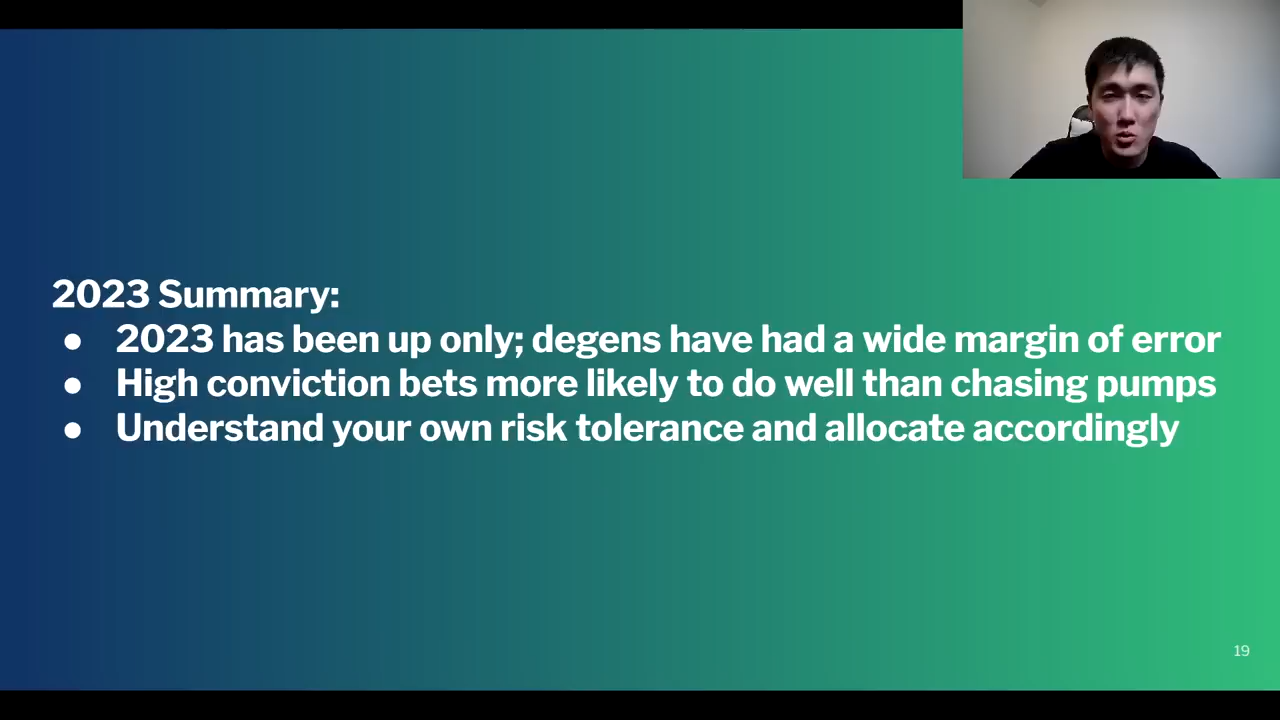 2023 Summary:
● 2023 has been up only; degens have had a wide margin of error
● High conviction bets more likely to do well than chasing pumps
● Understand your own risk tolerance and allocate accordingly
19